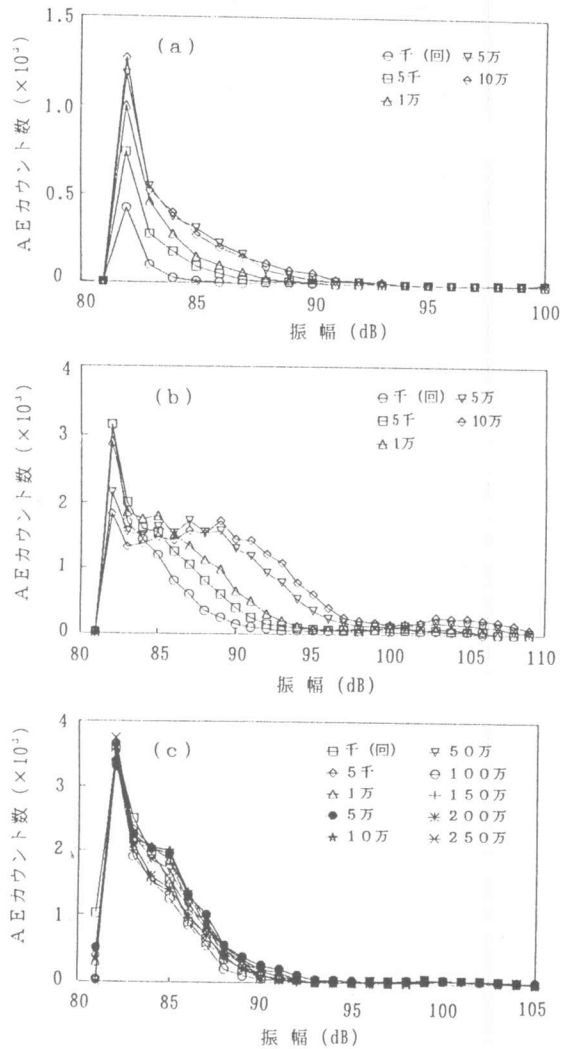 (a)
千(回) 5万
5千 10万
1万
AEカウント数 (×10³)
1.5
1.0
0.5
0
80 85 90 95 100
振幅 (dB)
(b)
千(回) 5万
5千 10万
1万
AEカウント数 (×10³)
4
3
2
1
0
80 85 90 95 100 105 110
振幅 (dB)
(c)
千(回) 50万
5千 100万
1万 150万
5万 200万
10万 250万
AEカウント数 (×10³)
4
3
2
1
0
80 85 90 95 100 105
振幅 (dB)